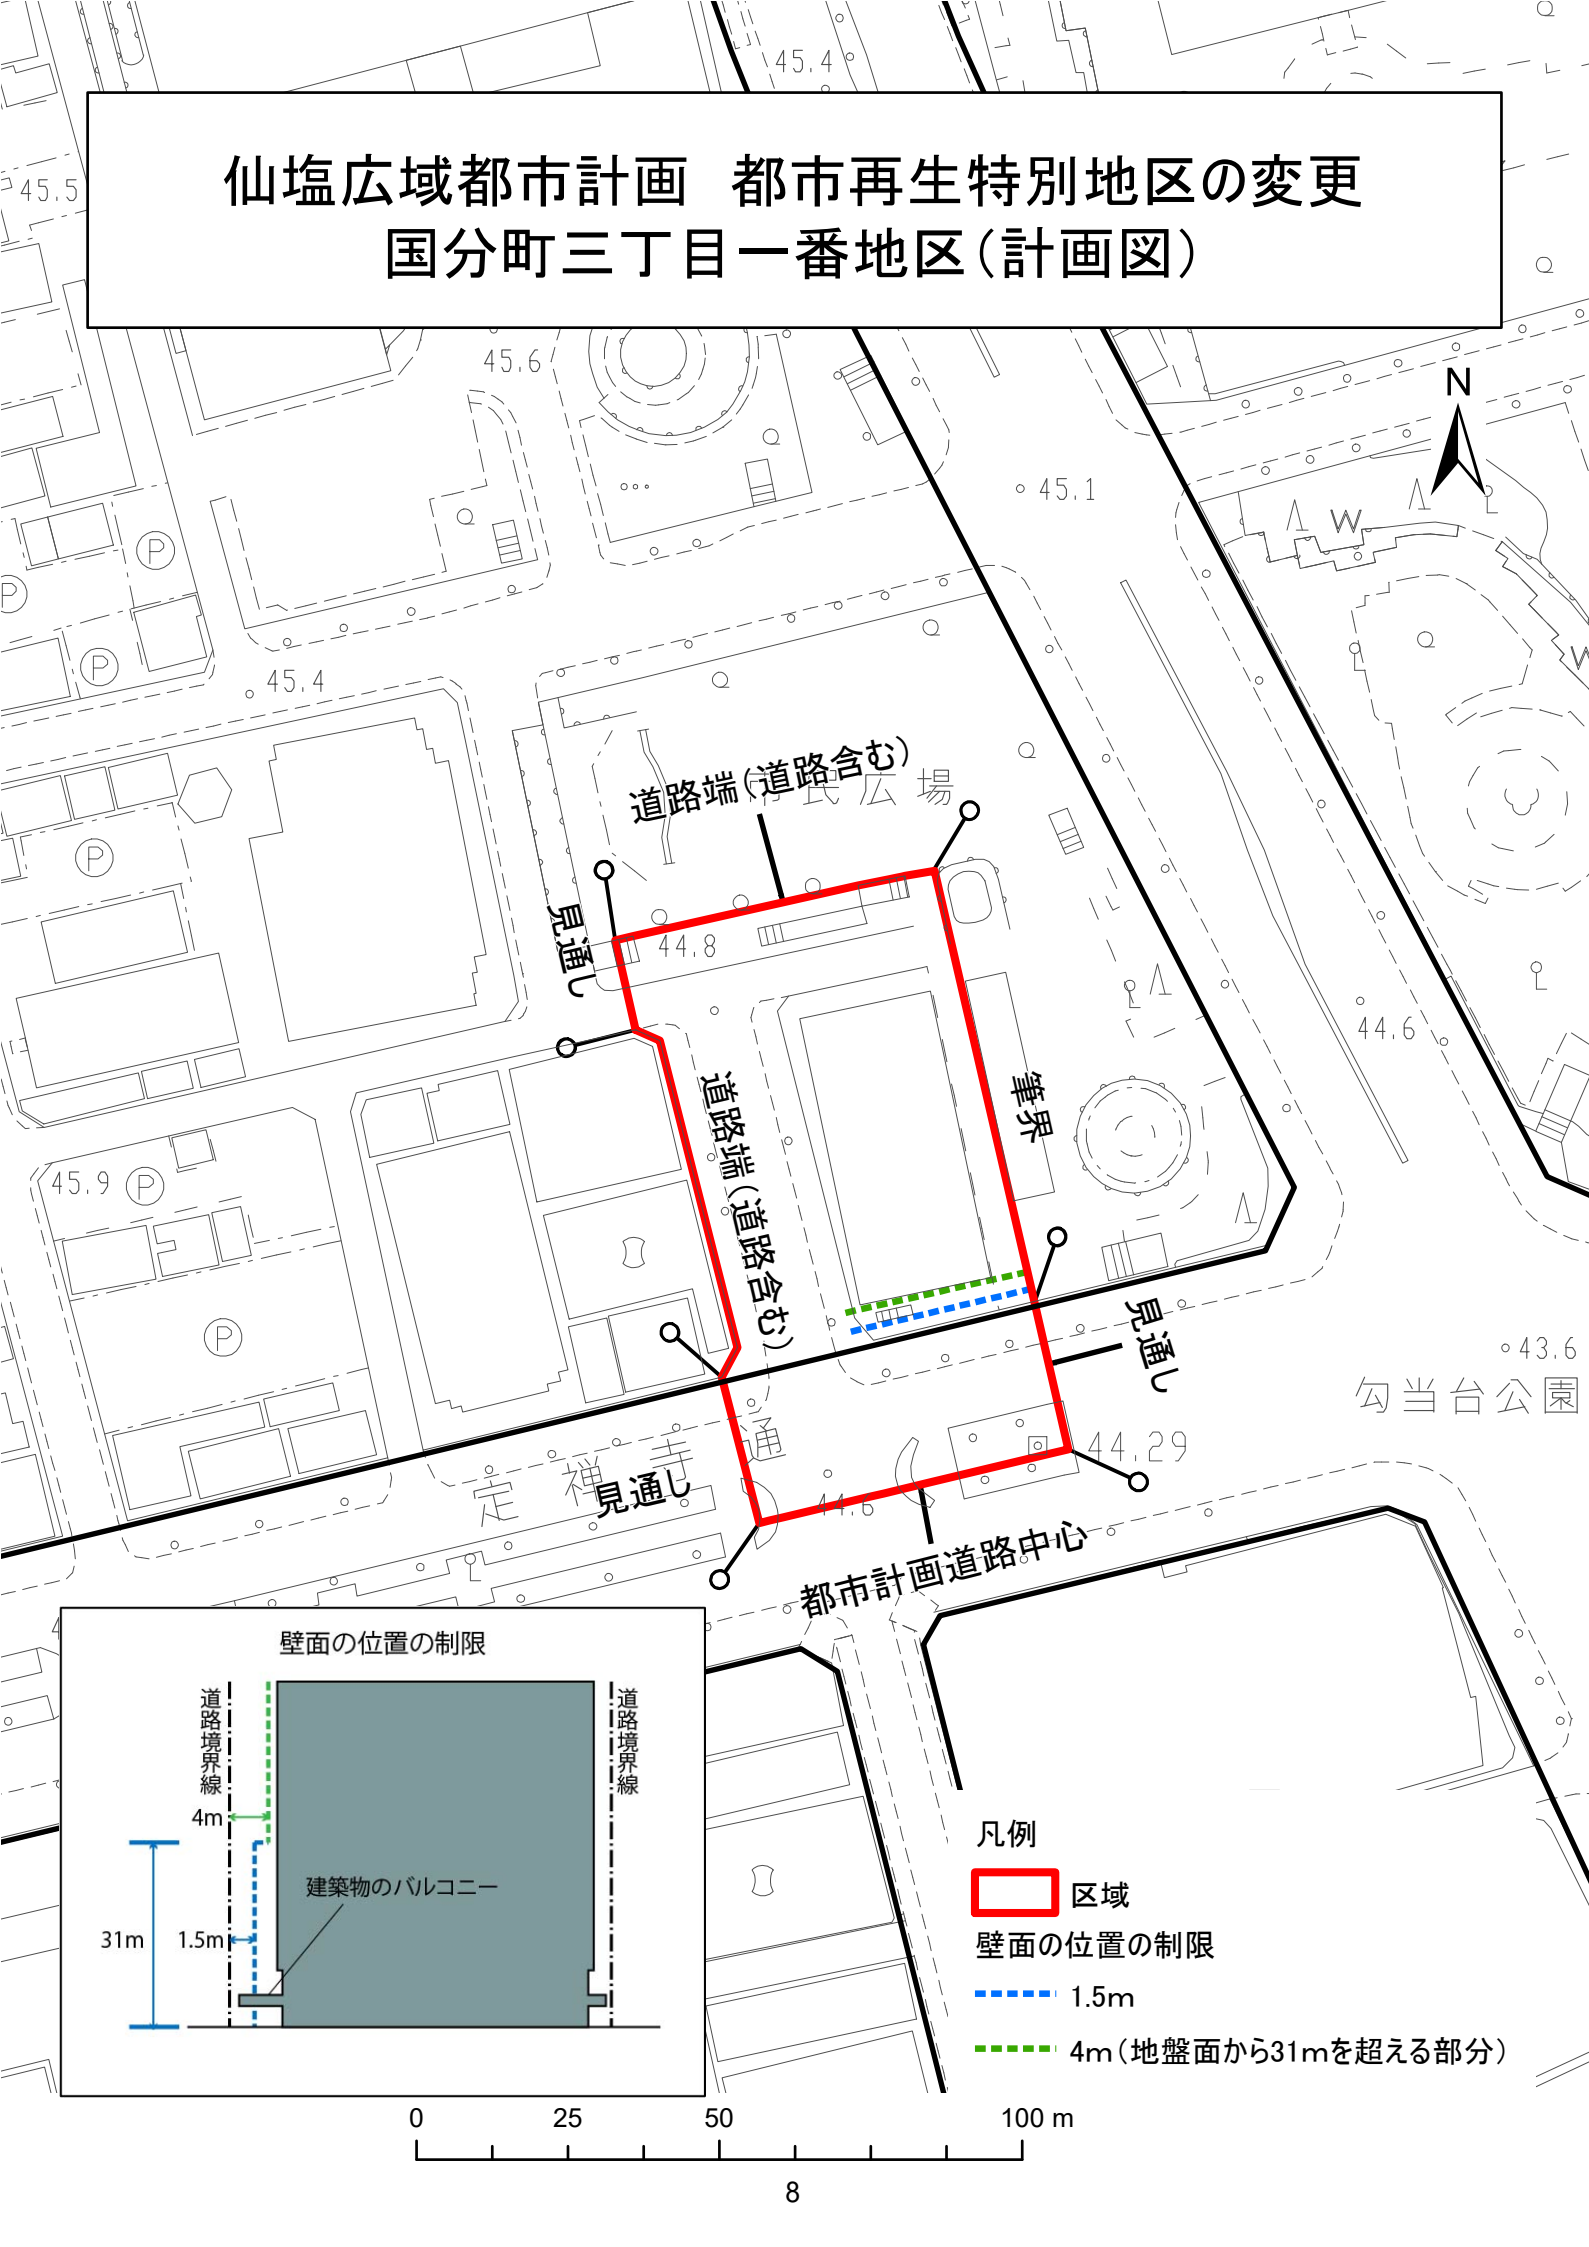 45.4
仙塩広域都市計画　都市再生特別地区の変更
国分町三丁目一番地区（計画図）
45.5
45.6
N
45.1
W
P
P
P
W
45.4
道路端（道路含む）
市民広場
P
見通し
44.8
44.6
道路端（道路含む）
筆界
45.9
P
P
見通し
43.6
勾当台公園
定禅寺通
見通し
44.29
44.6
都市計画道路中心
壁面の位置の制限
道路境界線
道路境界線
4m
建築物のバルコニー
31m
1.5m
凡例
区域
壁面の位置の制限
1.5m
4m（地盤面から31mを超える部分）
0 25 50 100 m
8